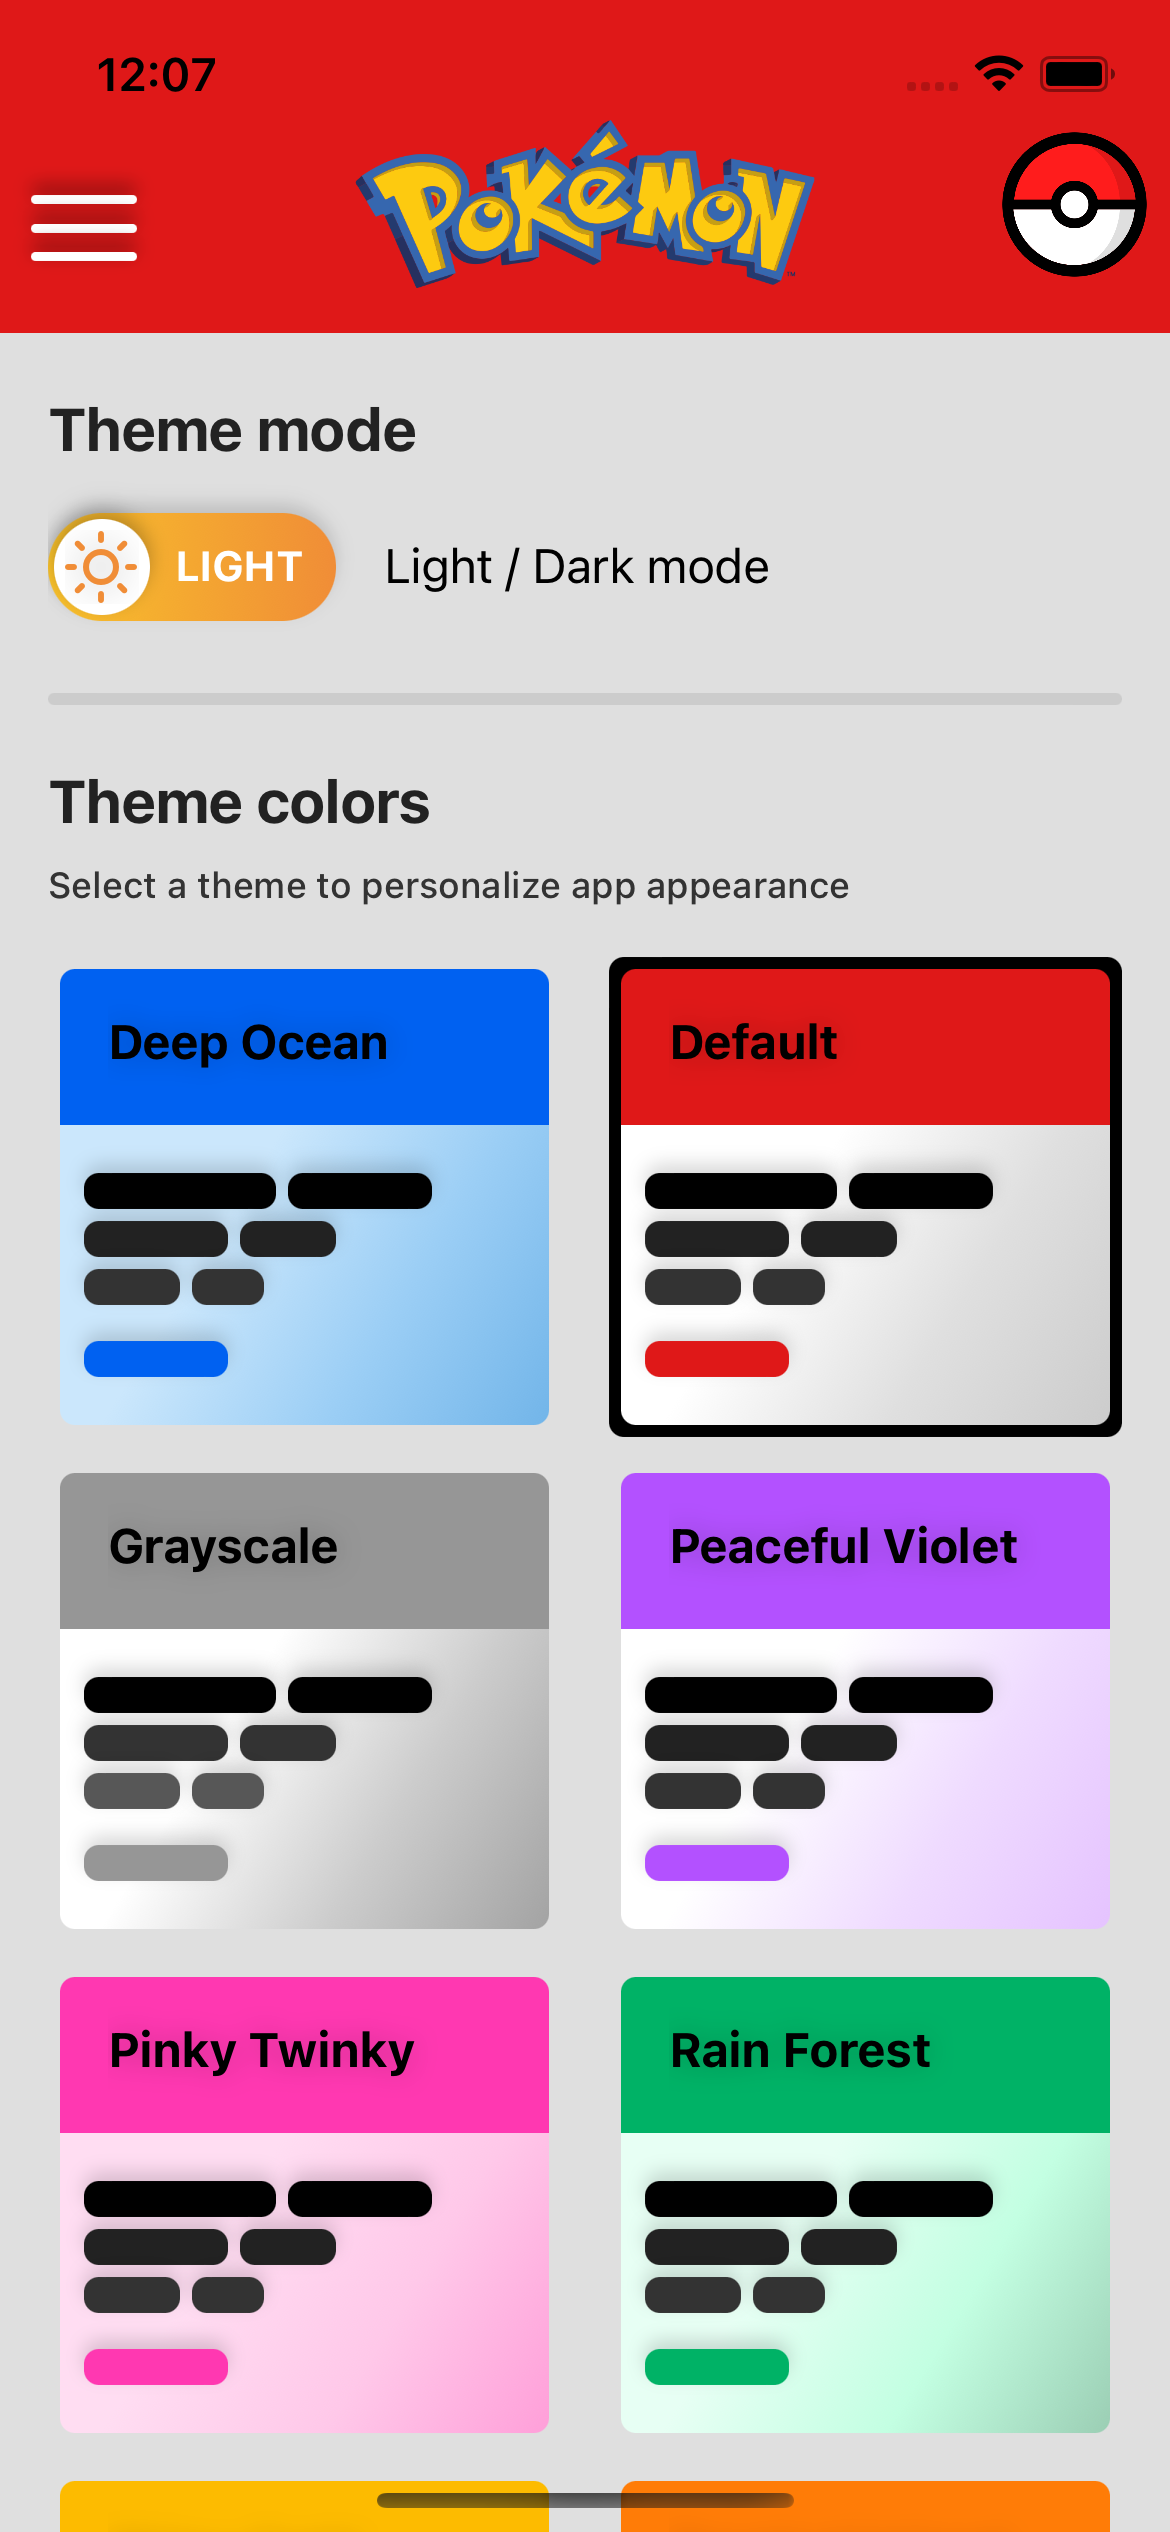 12:07
Pokémon
™
Theme mode
LIGHT
Light / Dark mode
Theme colors
Select a theme to personalize app appearance
Deep Ocean
Default
Grayscale
Peaceful Violet
Pinky Twinky
Rain Forest